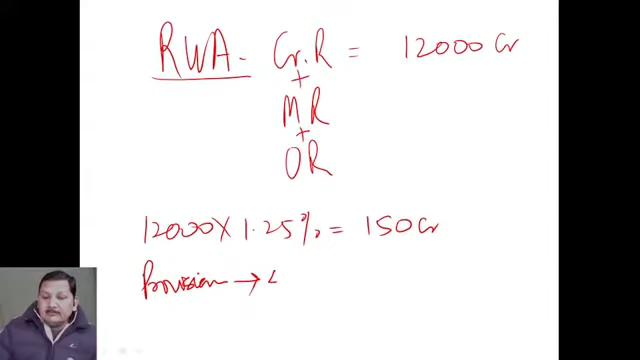 RWA - Cr.R = 12000 Cr
+
MR
+
OR
12000 X 1.25% = 150 Cr
Provision →